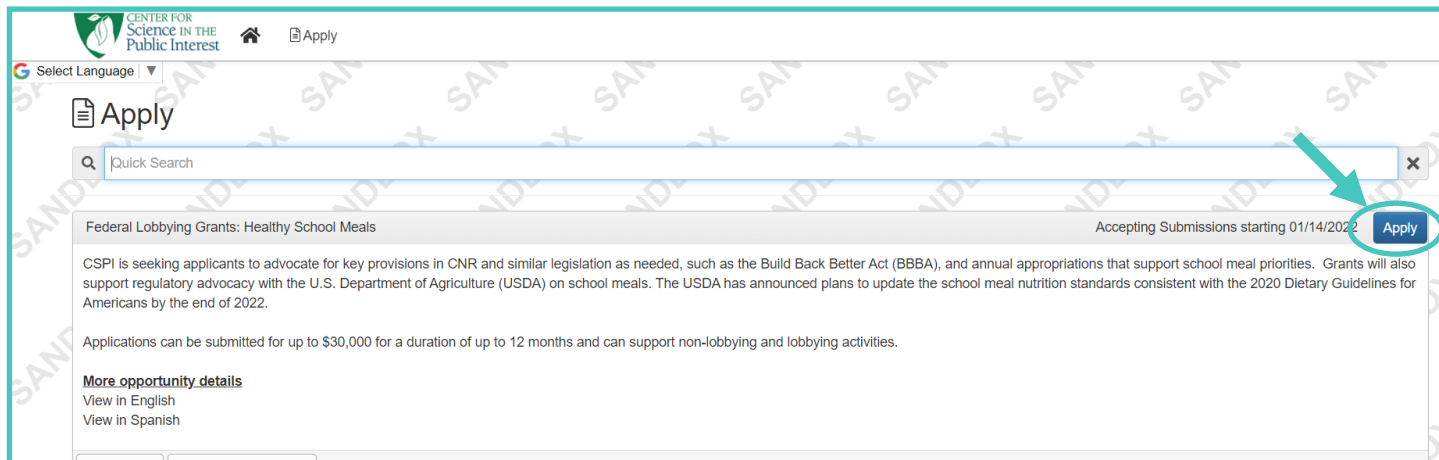 CENTER FOR
Science IN THE
Public Interest
Apply
Select Language
Apply
Quick Search
Federal Lobbying Grants: Healthy School Meals
Accepting Submissions starting 01/14/2022
Apply
CSPI is seeking applicants to advocate for key provisions in CNR and similar legislation as needed, such as the Build Back Better Act (BBBA), and annual appropriations that support school meal priorities. Grants will also
support regulatory advocacy with the U.S. Department of Agriculture (USDA) on school meals. The USDA has announced plans to update the school meal nutrition standards consistent with the 2020 Dietary Guidelines for
Americans by the end of 2022.
Applications can be submitted for up to $30,000 for a duration of up to 12 months and can support non-lobbying and lobbying activities.
More opportunity details
View in English
View in Spanish
SANDBOX